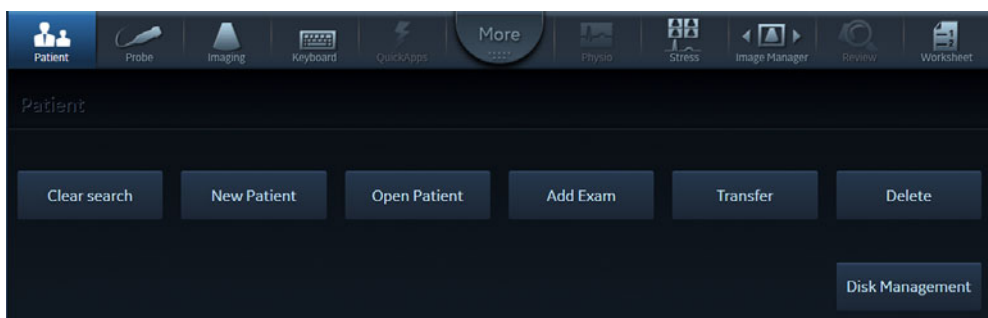 Patient Probe Imaging Keyboard QuickApps More Physio Stress Image Manager Review Worksheet
Patient
Clear search New Patient Open Patient Add Exam Transfer Delete
Disk Management